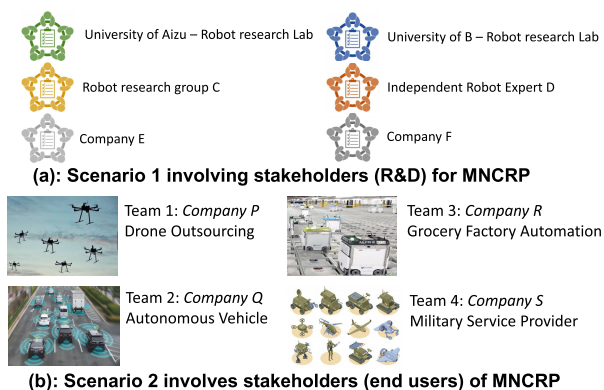 University of Aizu – Robot research Lab
University of B – Robot research Lab
Robot research group C
Independent Robot Expert D
Company E
Company F
(a): Scenario 1 involving stakeholders (R&D) for MNCRP
Team 1: Company P
Drone Outsourcing
Team 3: Company R
Grocery Factory Automation
Team 2: Company Q
Autonomous Vehicle
Team 4: Company S
Military Service Provider
(b): Scenario 2 involves stakeholders (end users) of MNCRP